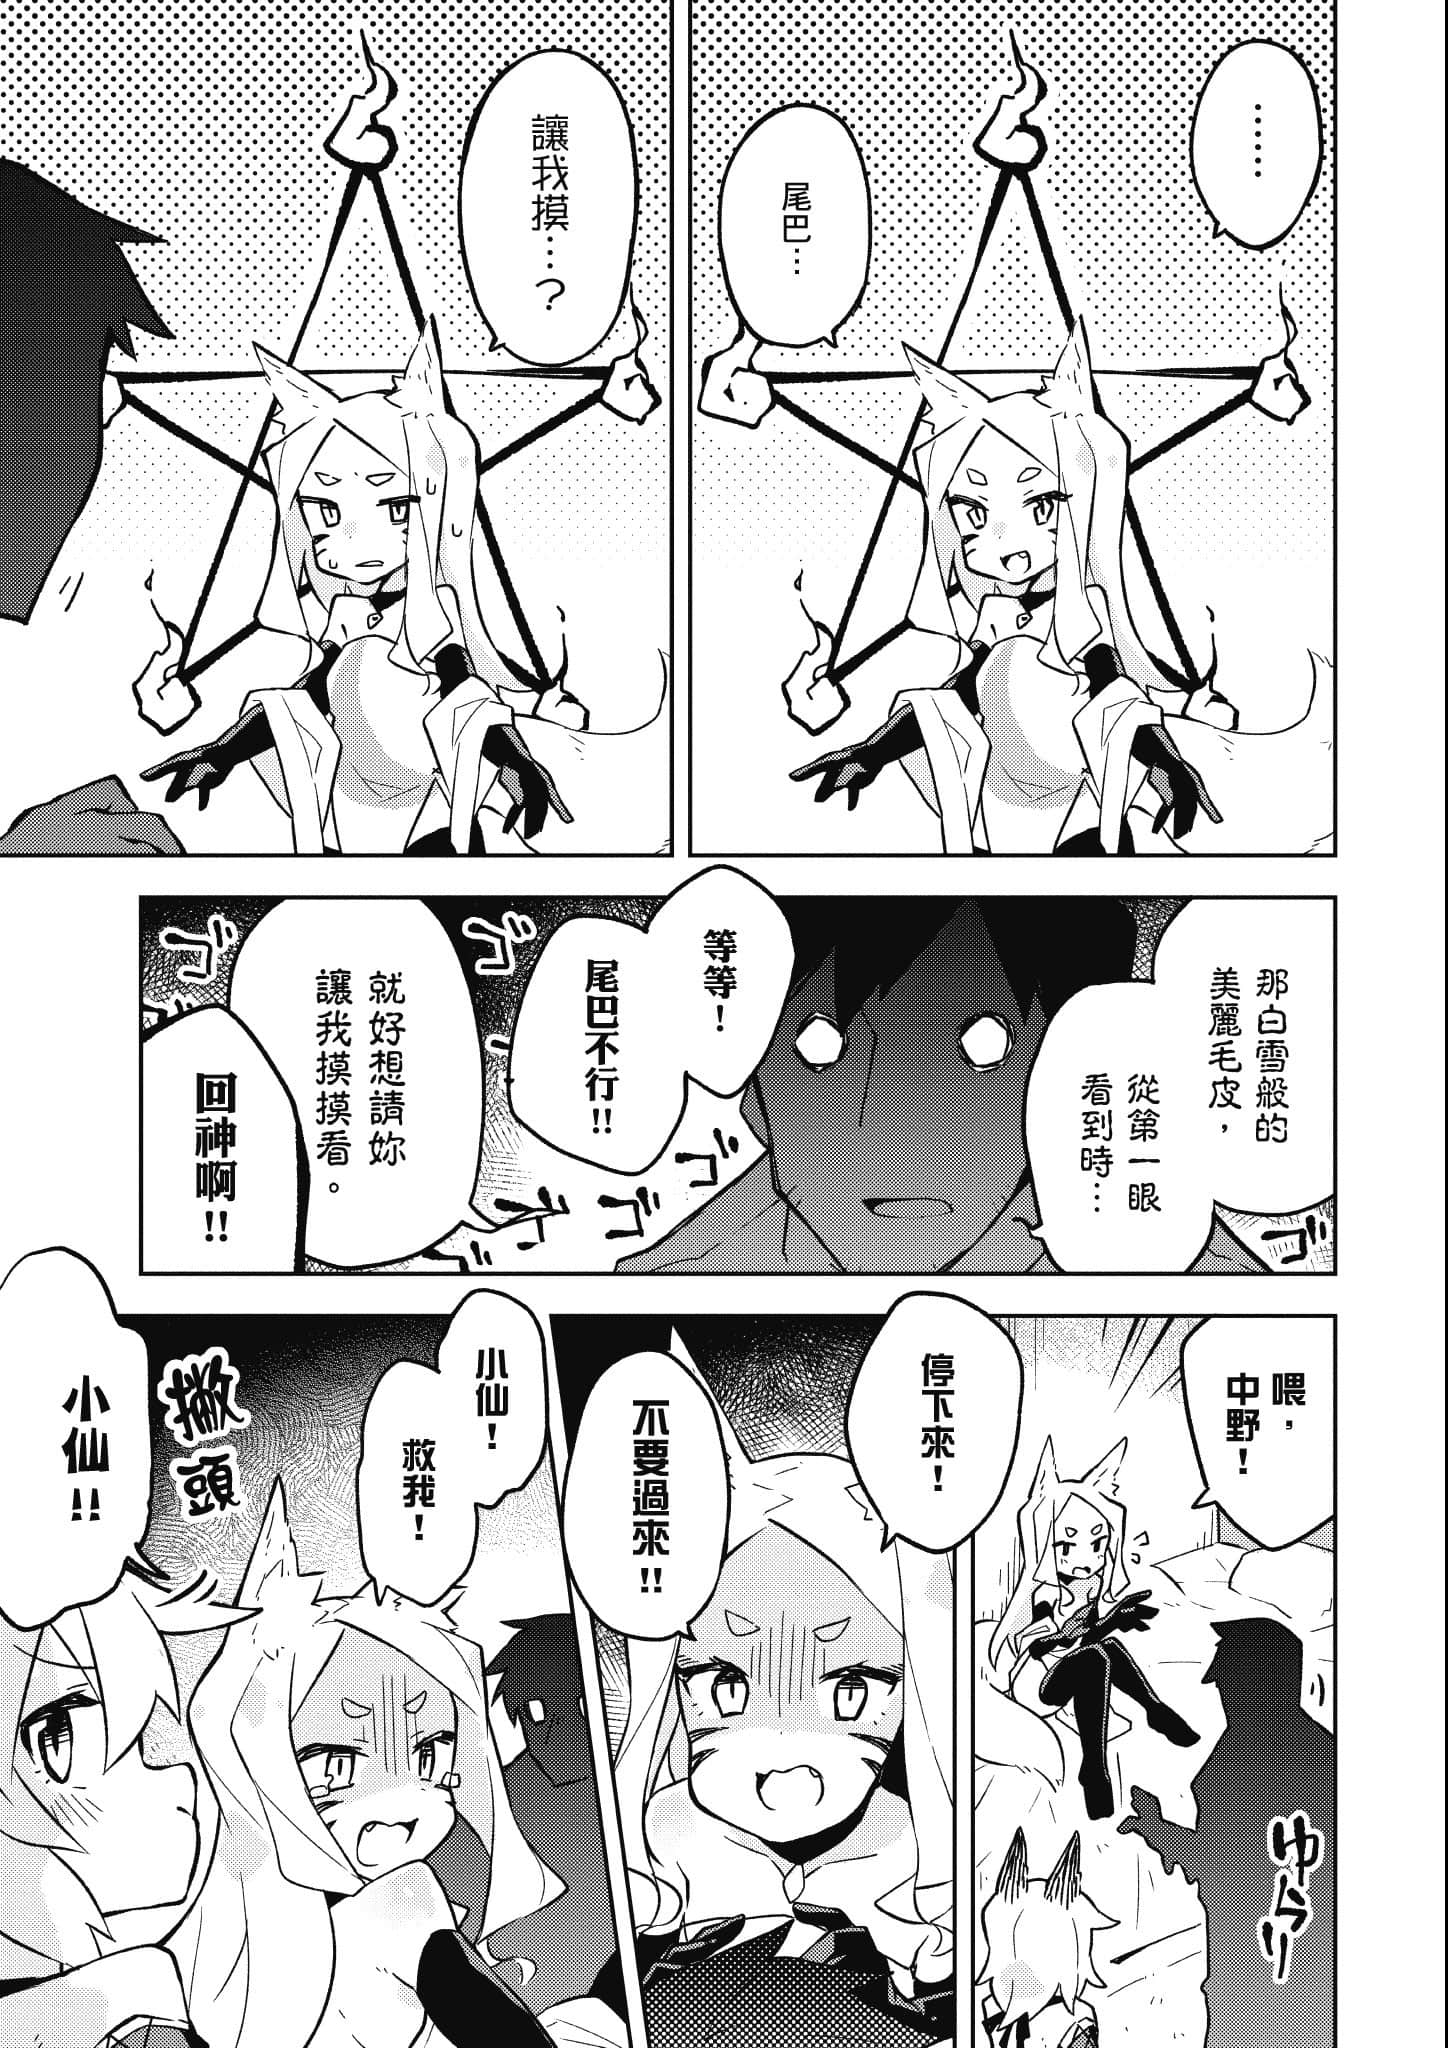 ……
尾巴…
讓我摸…？
那白雪般的
美麗毛皮，
從第一眼
看到時…
等等！
尾巴不行!!
就好想請妳
讓我摸摸看。
回神啊!!
ゴ
ゴ
ゴ
ゴ
ゴ
ゴ
喂，
中野！
ゆらり
停下來！
不要過來!!
小仙！
救我！
撇頭
小仙!!